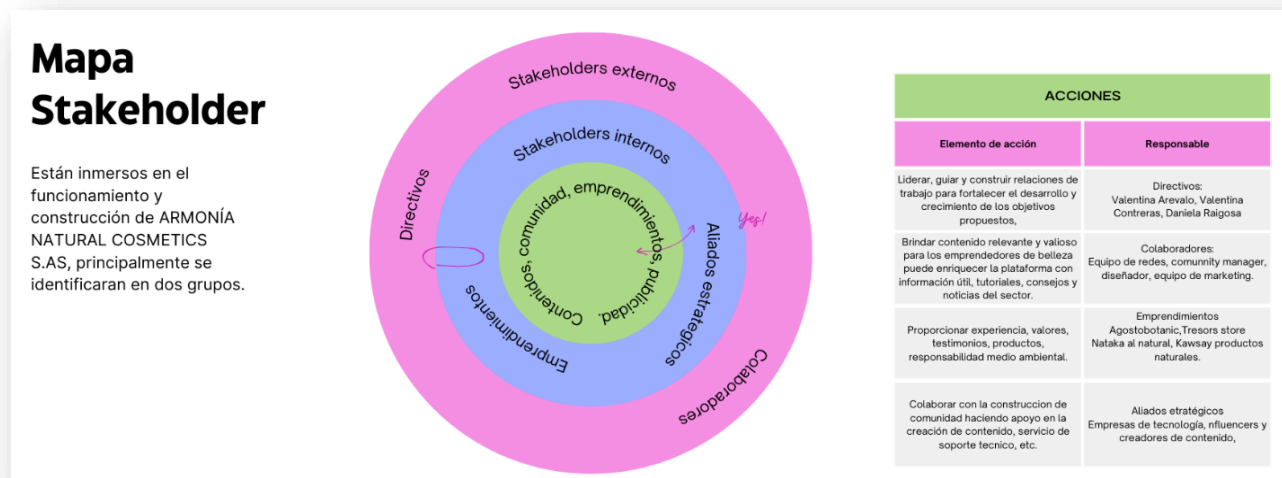 Mapa
Stakeholder
Están inmersos en el
funcionamiento y
construcción de ARMONÍA
NATURAL COSMETICS
S.AS, principalmente se
identificaran en dos grupos.
Stakeholders externos
Stakeholders internos
Directivos
Contenidos, comunidad, emprendimientos, publicidad.
Yes!
Aliados estrategicos
Emprendimientos
Colaboradores
ACCIONES
Elemento de acción
Responsable
Liderar, guiar y construir relaciones de
trabajo para fortalecer el desarrollo y
crecimiento de los objetivos
propuestos,
Directivos:
Valentina Arevalo, Valentina
Contreras, Daniela Raigosa
Brindar contenido relevante y valioso
para los emprendedores de belleza
puede enriquecer la plataforma con
información útil, tutoriales, consejos y
noticias del sector.
Colaboradores:
Equipo de redes, comunnity manager,
diseñador, equipo de marketing.
Proporcionar experiencia, valores,
testimonios, productos,
responsabilidad medio ambiental.
Emprendimientos
Agostobotanic,Tresors store
Nataka al natural, Kawsay productos
naturales.
Colaborar con la construccion de
comunidad haciendo apoyo en la
creación de contenido, servicio de
soporte tecnico, etc.
Aliados etratégicos
Empresas de tecnología, nfluencers y
creadores de contenido,